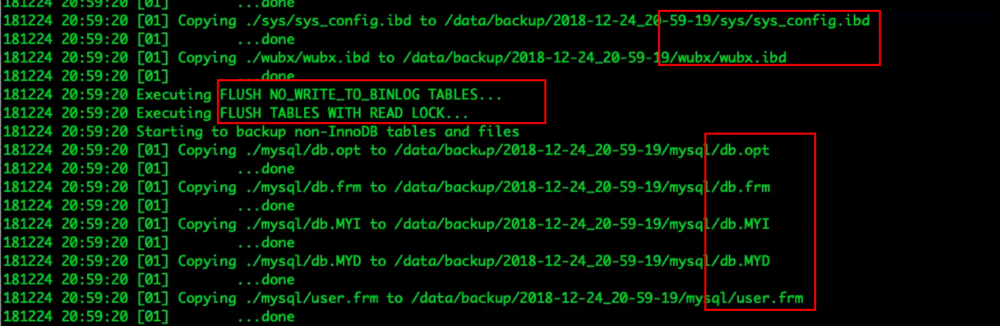 181224 20:59:20 [01] ...done
181224 20:59:20 [01] Copying ./sys/sys_config.ibd to /data/backup/2018-12-24_20-59-19/sys/sys_config.ibd
181224 20:59:20 [01] ...done
181224 20:59:20 [01] Copying ./wubx/wubx.ibd to /data/backup/2018-12-24_20-59-19/wubx/wubx.ibd
181224 20:59:20 [01] ...done
181224 20:59:20 Executing FLUSH NO_WRITE_TO_BINLOG TABLES...
181224 20:59:20 Executing FLUSH TABLES WITH READ LOCK...
181224 20:59:20 Starting to backup non-InnoDB tables and files
181224 20:59:20 [01] Copying ./mysql/db.opt to /data/backup/2018-12-24_20-59-19/mysql/db.opt
181224 20:59:20 [01] ...done
181224 20:59:20 [01] Copying ./mysql/db.frm to /data/backup/2018-12-24_20-59-19/mysql/db.frm
181224 20:59:20 [01] ...done
181224 20:59:20 [01] Copying ./mysql/db.MYI to /data/backup/2018-12-24_20-59-19/mysql/db.MYI
181224 20:59:20 [01] ...done
181224 20:59:20 [01] Copying ./mysql/db.MYD to /data/backup/2018-12-24_20-59-19/mysql/db.MYD
181224 20:59:20 [01] ...done
181224 20:59:20 [01] Copying ./mysql/user.frm to /data/backup/2018-12-24_20-59-19/mysql/user.frm
181224 20:59:20 [01] ...done